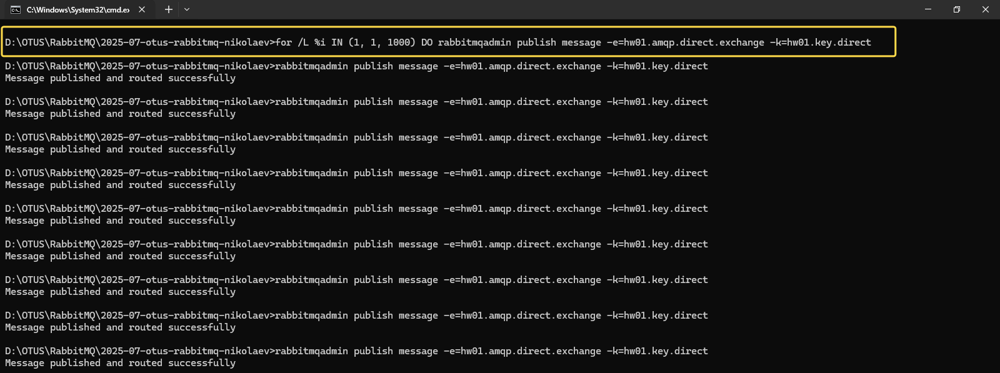 C:\Windows\System32\cmd.e
D:\OTUS\RabbitMQ\2025-07-otus-rabbitmq-nikolaev>for /L %i IN (1, 1, 1000) DO rabbitmqadmin publish message -e=hw01.amqp.direct.exchange -k=hw01.key.direct
D:\OTUS\RabbitMQ\2025-07-otus-rabbitmq-nikolaev>rabbitmqadmin publish message -e=hw01.amqp.direct.exchange -k=hw01.key.direct
Message published and routed successfully
D:\OTUS\RabbitMQ\2025-07-otus-rabbitmq-nikolaev>rabbitmqadmin publish message -e=hw01.amqp.direct.exchange -k=hw01.key.direct
Message published and routed successfully
D:\OTUS\RabbitMQ\2025-07-otus-rabbitmq-nikolaev>rabbitmqadmin publish message -e=hw01.amqp.direct.exchange -k=hw01.key.direct
Message published and routed successfully
D:\OTUS\RabbitMQ\2025-07-otus-rabbitmq-nikolaev>rabbitmqadmin publish message -e=hw01.amqp.direct.exchange -k=hw01.key.direct
Message published and routed successfully
D:\OTUS\RabbitMQ\2025-07-otus-rabbitmq-nikolaev>rabbitmqadmin publish message -e=hw01.amqp.direct.exchange -k=hw01.key.direct
Message published and routed successfully
D:\OTUS\RabbitMQ\2025-07-otus-rabbitmq-nikolaev>rabbitmqadmin publish message -e=hw01.amqp.direct.exchange -k=hw01.key.direct
Message published and routed successfully
D:\OTUS\RabbitMQ\2025-07-otus-rabbitmq-nikolaev>rabbitmqadmin publish message -e=hw01.amqp.direct.exchange -k=hw01.key.direct
Message published and routed successfully
D:\OTUS\RabbitMQ\2025-07-otus-rabbitmq-nikolaev>rabbitmqadmin publish message -e=hw01.amqp.direct.exchange -k=hw01.key.direct
Message published and routed successfully
D:\OTUS\RabbitMQ\2025-07-otus-rabbitmq-nikolaev>rabbitmqadmin publish message -e=hw01.amqp.direct.exchange -k=hw01.key.direct
Message published and routed successfully